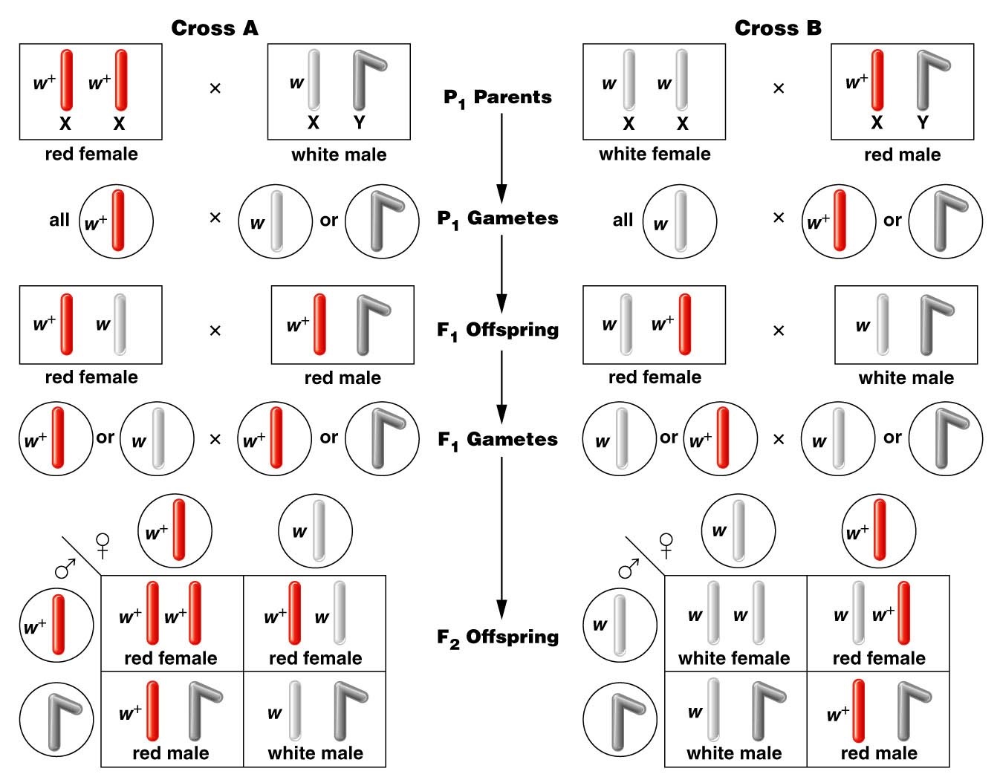 Cross A Cross B
w+ w+ w w w w+
X X X Y P1 Parents X X X Y
red female × white male white female × red male
all w+ × w or P1 Gametes all w × w+ or
w+ w × w+ F1 Offspring w w+ × w
red female red male red female white male
w+ or w × w+ or F1 Gametes w or w+ × w or
w+ w w w+
♀ ♀
♂ ♂
w+ w+ w+ w+ w w w w w w+
red female red female F2 Offspring white female red female
w+ w w w+
red male white male white male red male